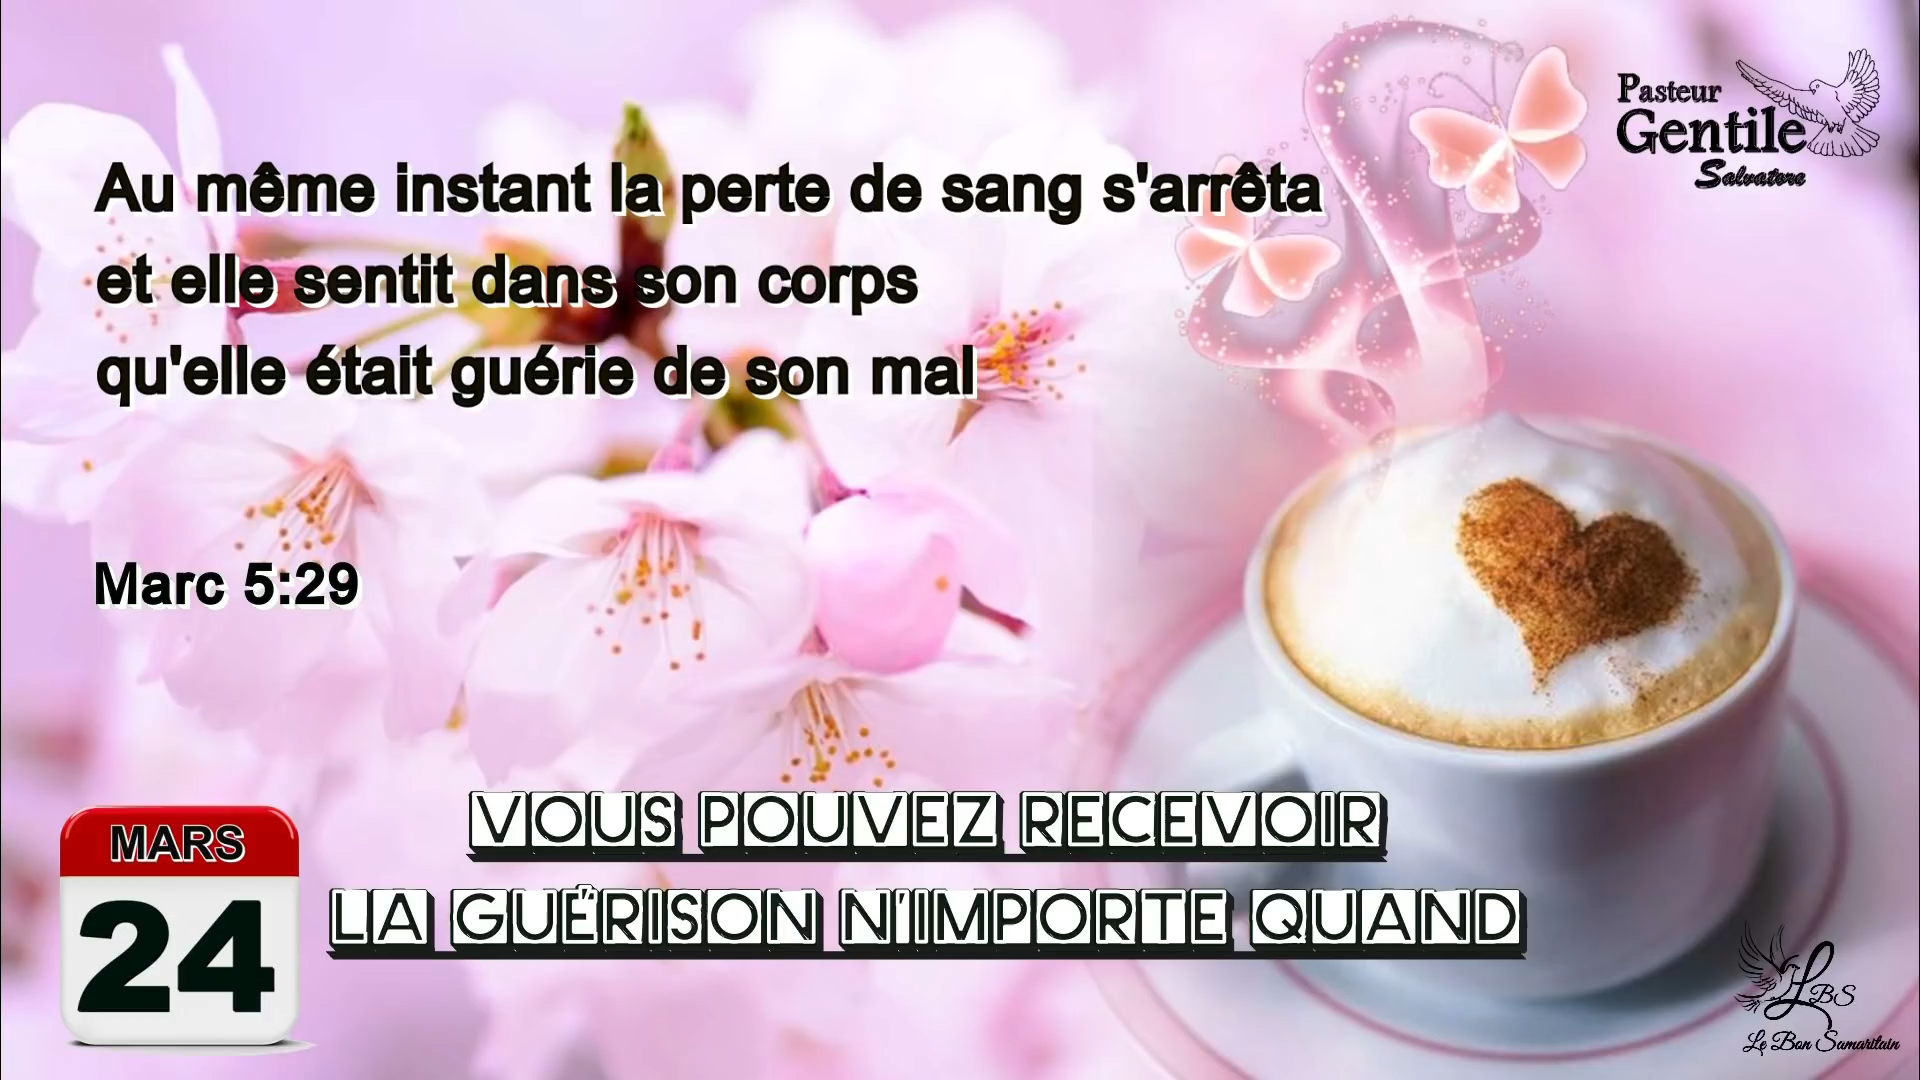 Pasteur
Gentile
Salvatore
Au même instant la perte de sang s'arrêta
et elle sentit dans son corps
qu'elle était guérie de son mal
Marc 5:29
VOUS POUVEZ RECEVOIR
LA GUÉRISON N'IMPORTE QUAND
MARS
24
LBS
Le Bon Samaritain